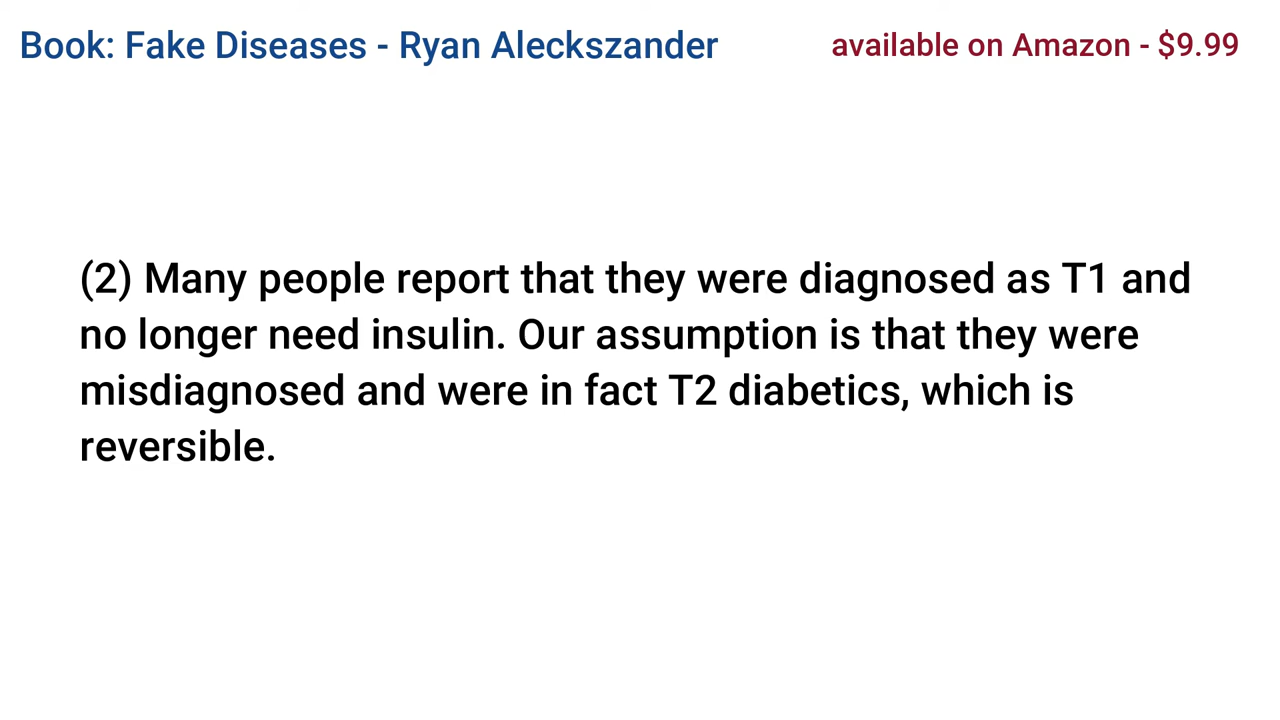 Book: Fake Diseases - Ryan Aleckszander
available on Amazon - $9.99
(2) Many people report that they were diagnosed as T1 and
no longer need insulin. Our assumption is that they were
misdiagnosed and were in fact T2 diabetics, which is
reversible.